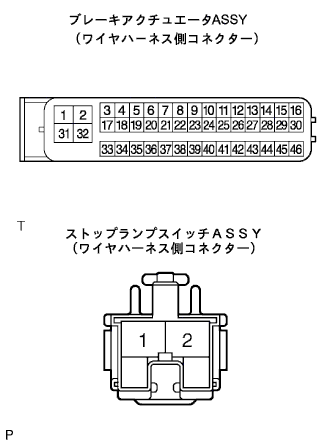 ブレーキアクチュエータASSY
（ワイヤハーネス側コネクター）
1 2 3 4 5 6 7 8 9 10 11 12 13 14 15 16
31 32 17 18 19 20 21 22 23 24 25 26 27 28 29 30
33 34 35 36 37 38 39 40 41 42 43 44 45 46
T
ストップランプスイッチＡＳＳＹ
（ワイヤハーネス側コネクター）
1 2
P